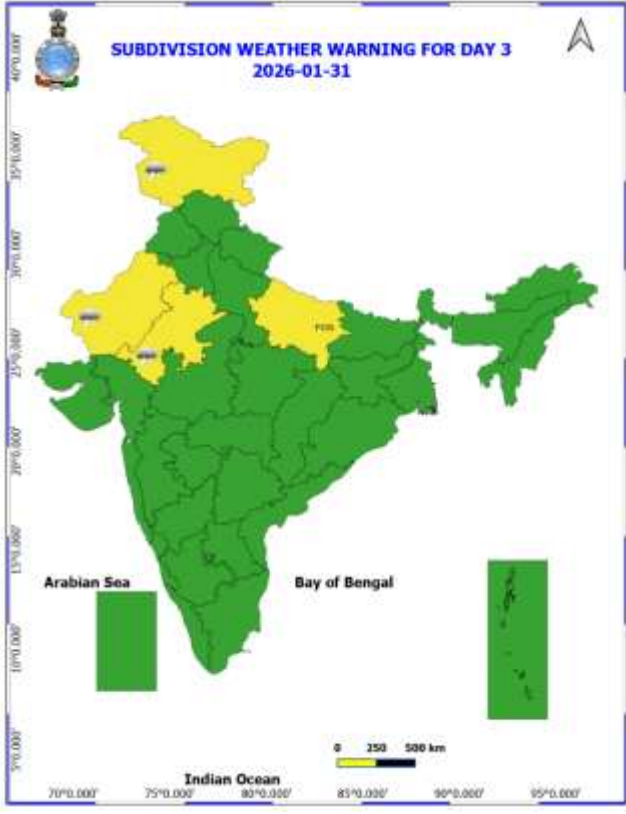 SUBDIVISION WEATHER WARNING FOR DAY 3
2026-01-31
40°0.000'
35°0.000'
30°0.000'
25°0.000'
20°0.000'
15°0.000'
10°0.000'
5°0.000'
FOG
Arabian Sea
Bay of Bengal
0 250 500 km
Indian Ocean
70°0.000' 75°0.000' 80°0.000' 85°0.000' 90°0.000' 95°0.000'